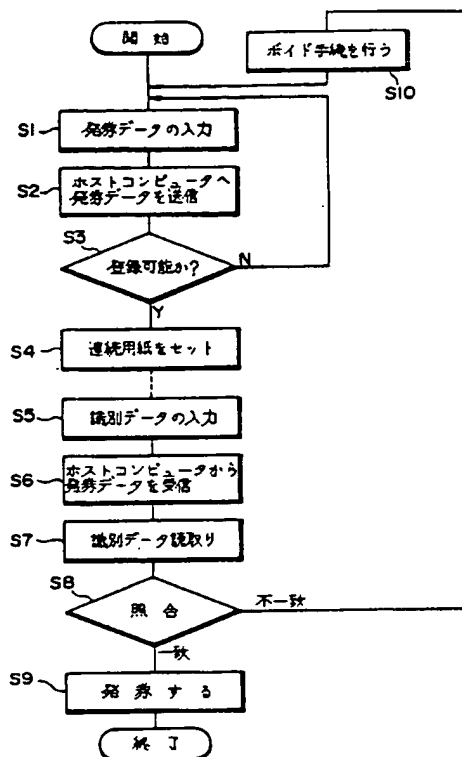 開始
ボイド手続を行う
S10
S1
発券データの入力
S2
ホストコンピュータへ
発券データを送信
S3
登録可能か?
N
Y
S4
連続用紙をセット
S5
識別データの入力
S6
ホストコンピュータから
発券データを受信
S7
識別データ読取り
S8
照合
不一致
一致
S9
発券する
終了